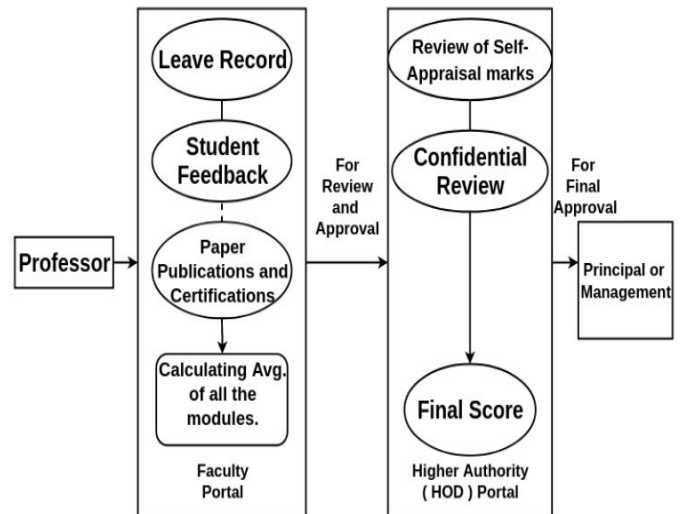 Professor
Leave Record
Student
Feedback
Paper
Publications and
Certifications
Calculating Avg.
of all the
modules.
Faculty
Portal
For
Review
and
Approval
Review of Self-
Appraisal marks
Confidential
Review
Final Score
Higher Authority
( HOD ) Portal
For
Final
Approval
Principal or
Management